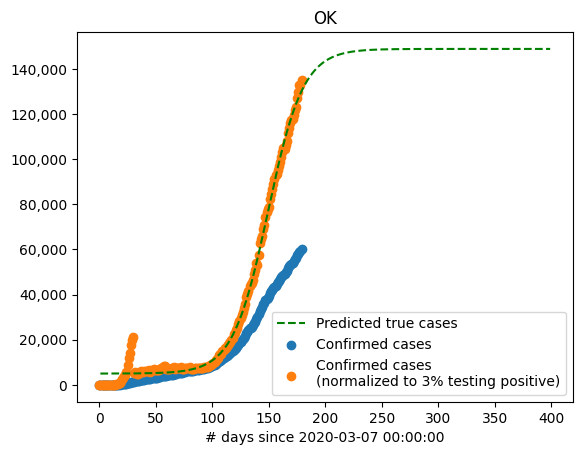 OK
140,000
120,000
100,000
80,000
60,000
40,000
20,000
0
Predicted true cases
Confirmed cases
Confirmed cases
(normalized to 3% testing positive)
0 50 100 150 200 250 300 350 400
# days since 2020-03-07 00:00:00